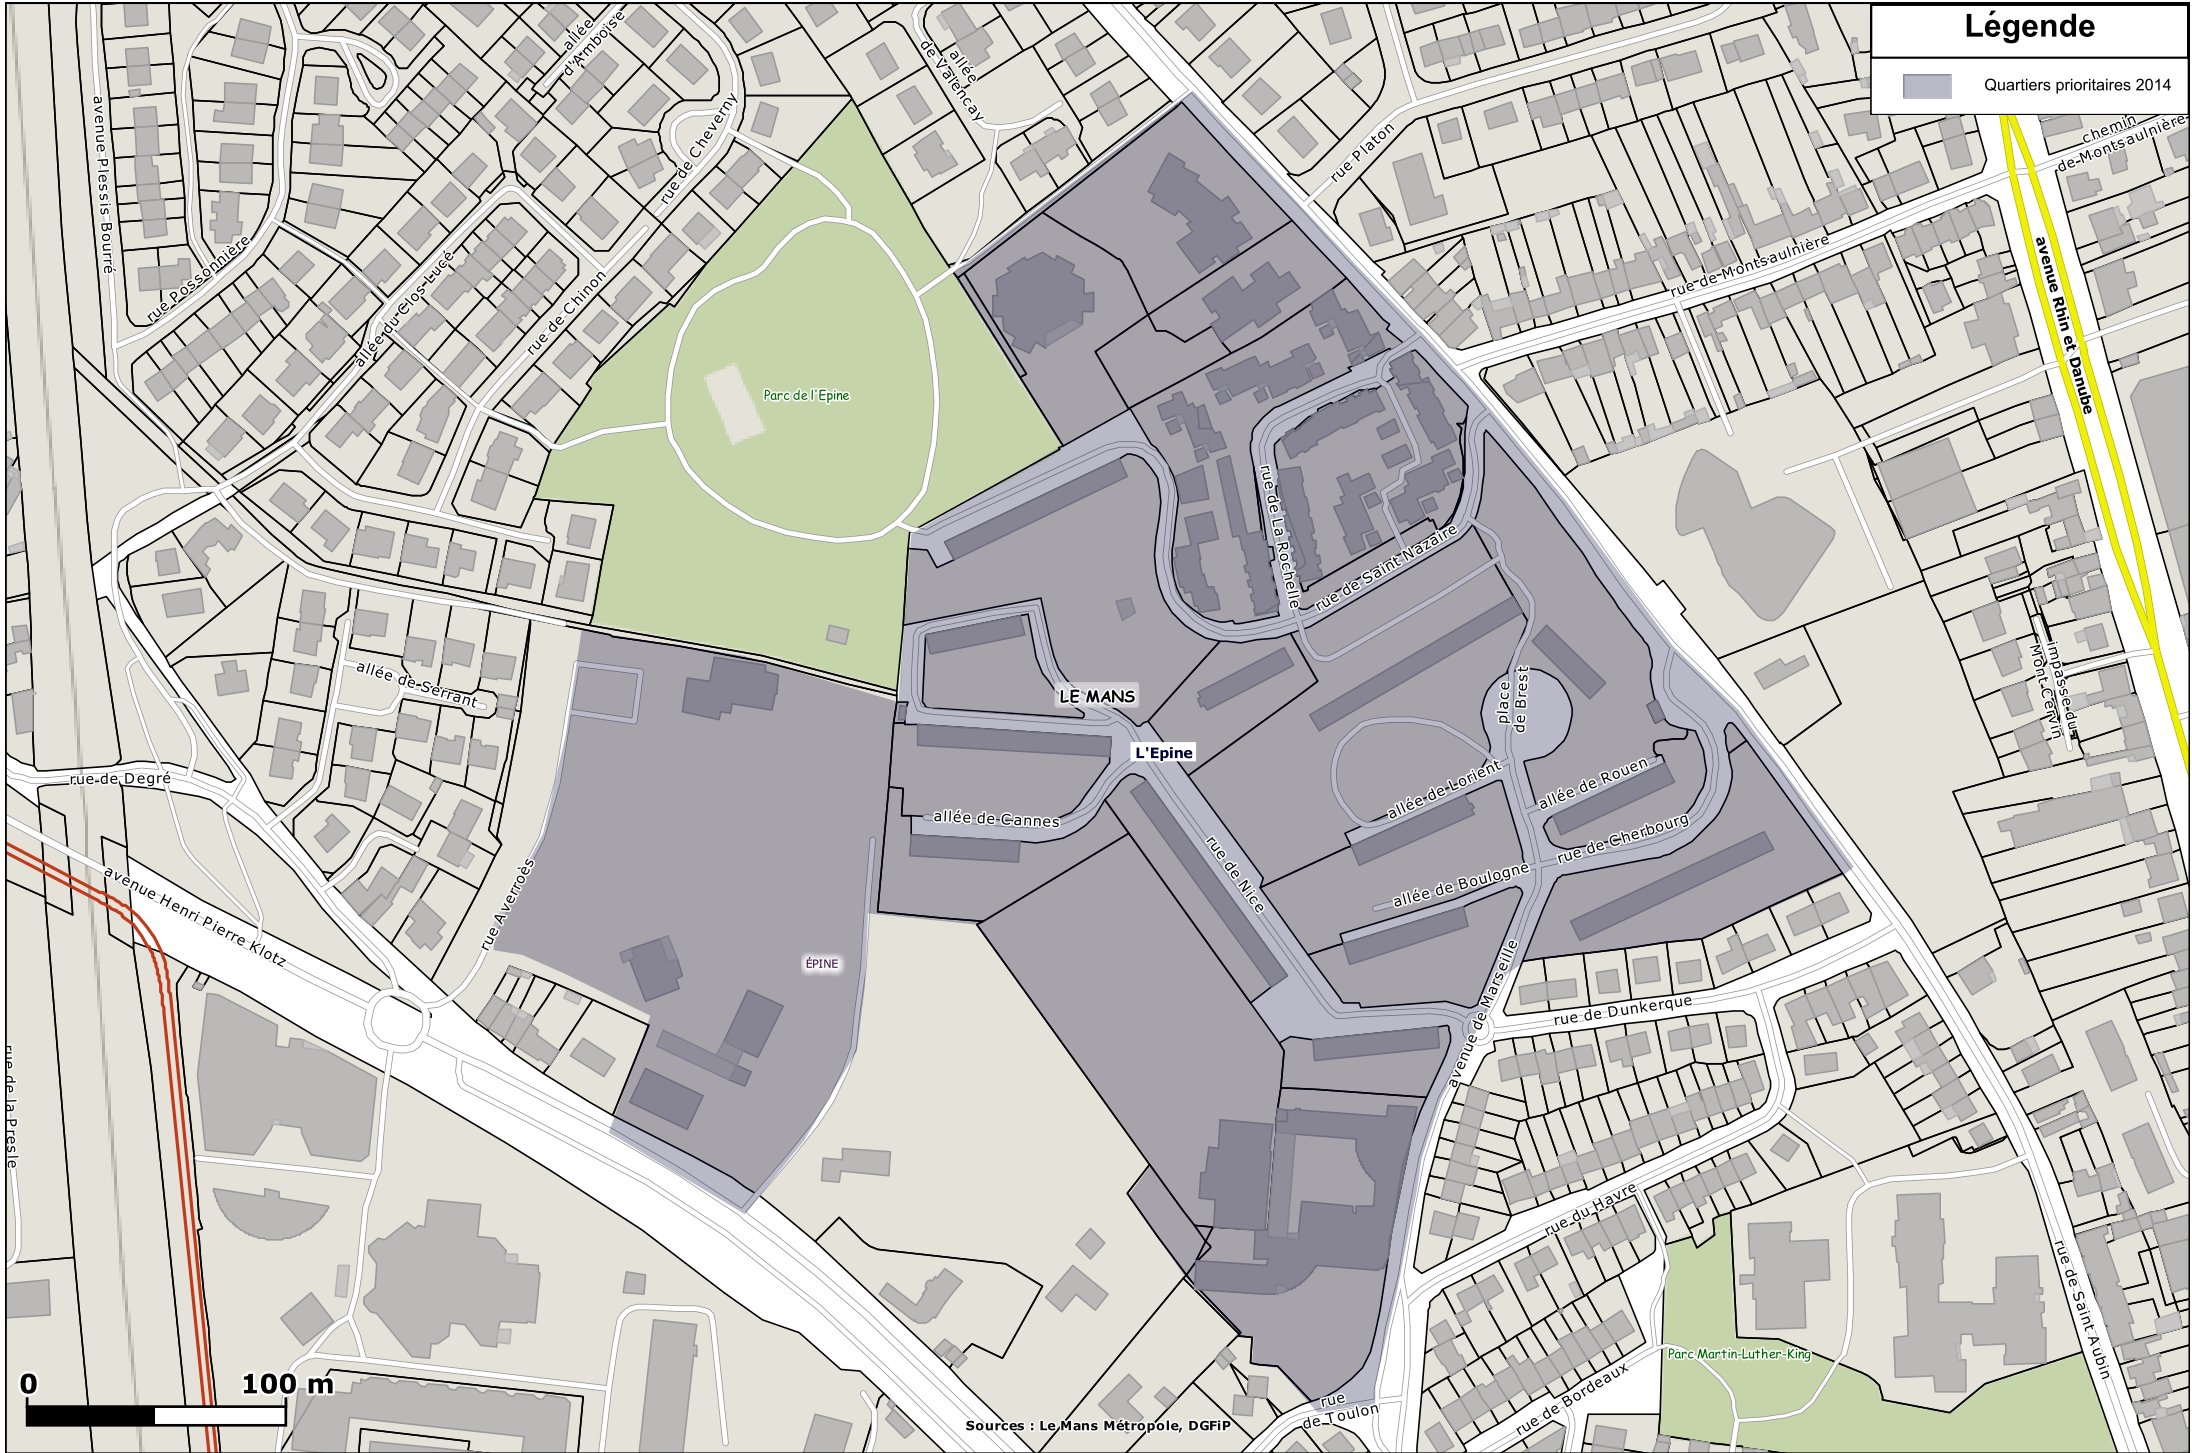 Légende
Quartiers prioritaires 2014
allée
d'Amboise
allée
de Valençay
avenue Plessis Bourré
rue de Cheverny
rue Platon
chemin
de Montsaulnière
rue Possonnière
allée du Clos Lucé
rue de Chinon
rue de Montsaulnière
avenue Rhin et Danube
Parc de l'Epine
rue de La Rochelle
rue de Saint Nazaire
allée de Serrant
LE MANS
place
de Brest
impasse du
Mont Cervin
L'Epine
rue de Degré
allée de Lorient
allée de Rouen
allée de Cannes
rue de Cherbourg
rue de Nice
allée de Boulogne
avenue Henri Pierre Klotz
rue Averroès
ÉPINE
avenue de Marseille
rue de Dunkerque
rue de la Presle
rue du Havre
rue de Saint Aubin
Parc Martin-Luther-King
0
100 m
rue
de Toulon
rue de Bordeaux
Sources : Le Mans Métropole, DGFiP